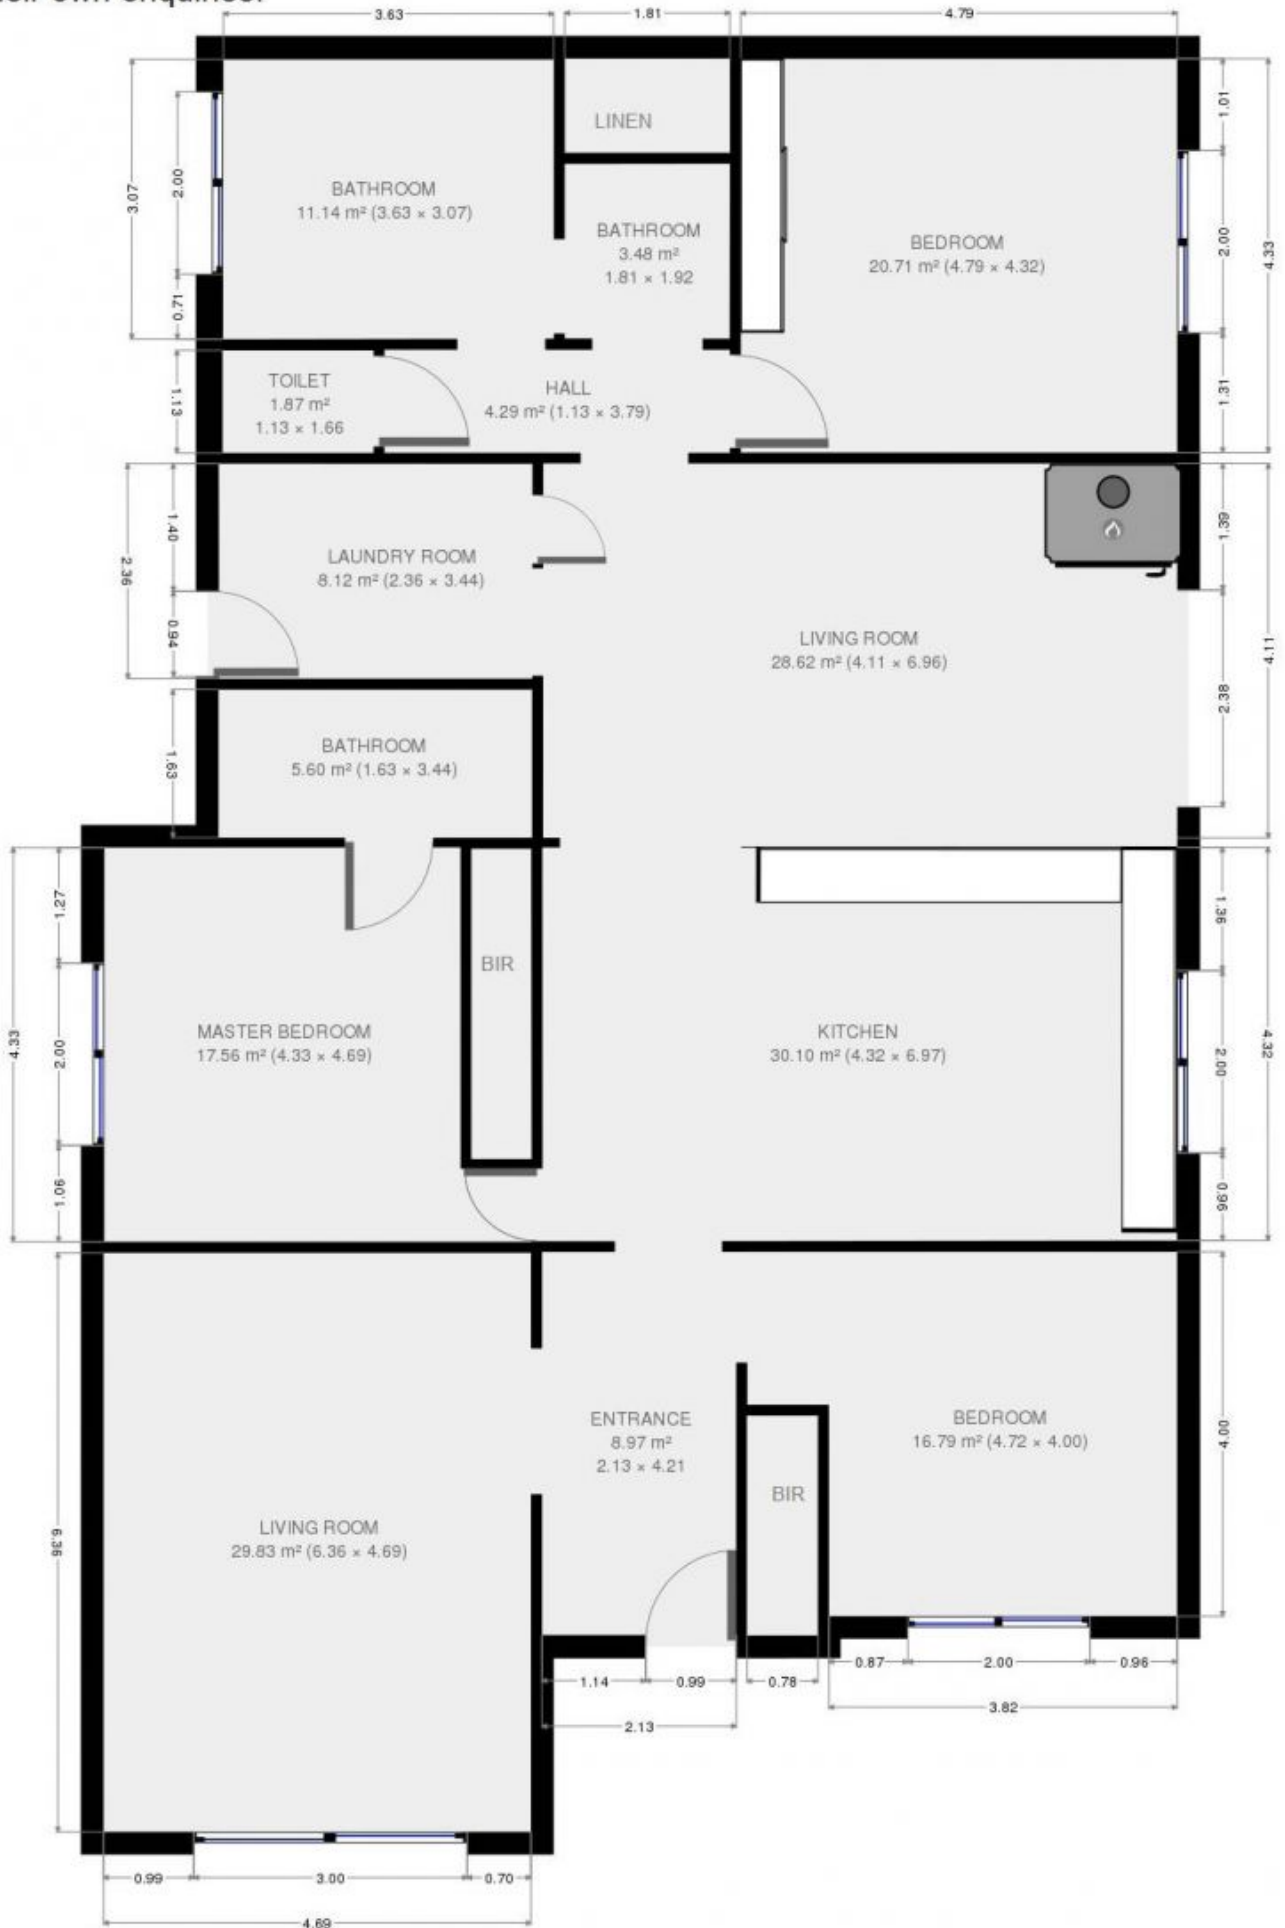 3.63
1.81
4.79
LINEN
BATHROOM
11.14 m² (3.63 × 3.07)
BATHROOM
3.48 m²
1.81 × 1.92
BEDROOM
20.71 m² (4.79 × 4.32)
3.07
2.00
0.71
1.01
2.00
1.31
4.33
TOILET
1.87 m²
1.13 × 1.66
HALL
4.29 m² (1.13 × 3.79)
1.13
LAUNDRY ROOM
8.12 m² (2.36 × 3.44)
2.36
1.40
0.94
LIVING ROOM
28.62 m² (4.11 × 6.96)
1.39
2.38
4.11
BATHROOM
5.60 m² (1.63 × 3.44)
1.63
MASTER BEDROOM
17.56 m² (4.33 × 4.69)
BIR
4.33
1.27
2.00
1.06
KITCHEN
30.10 m² (4.32 × 6.97)
1.36
2.00
0.96
4.32
ENTRANCE
8.97 m²
2.13 × 4.21
BEDROOM
16.79 m² (4.72 × 4.00)
BIR
4.00
LIVING ROOM
29.83 m² (6.36 × 4.69)
6.36
1.14
0.99
0.78
0.87
2.00
0.96
2.13
3.82
0.99
3.00
0.70
4.69